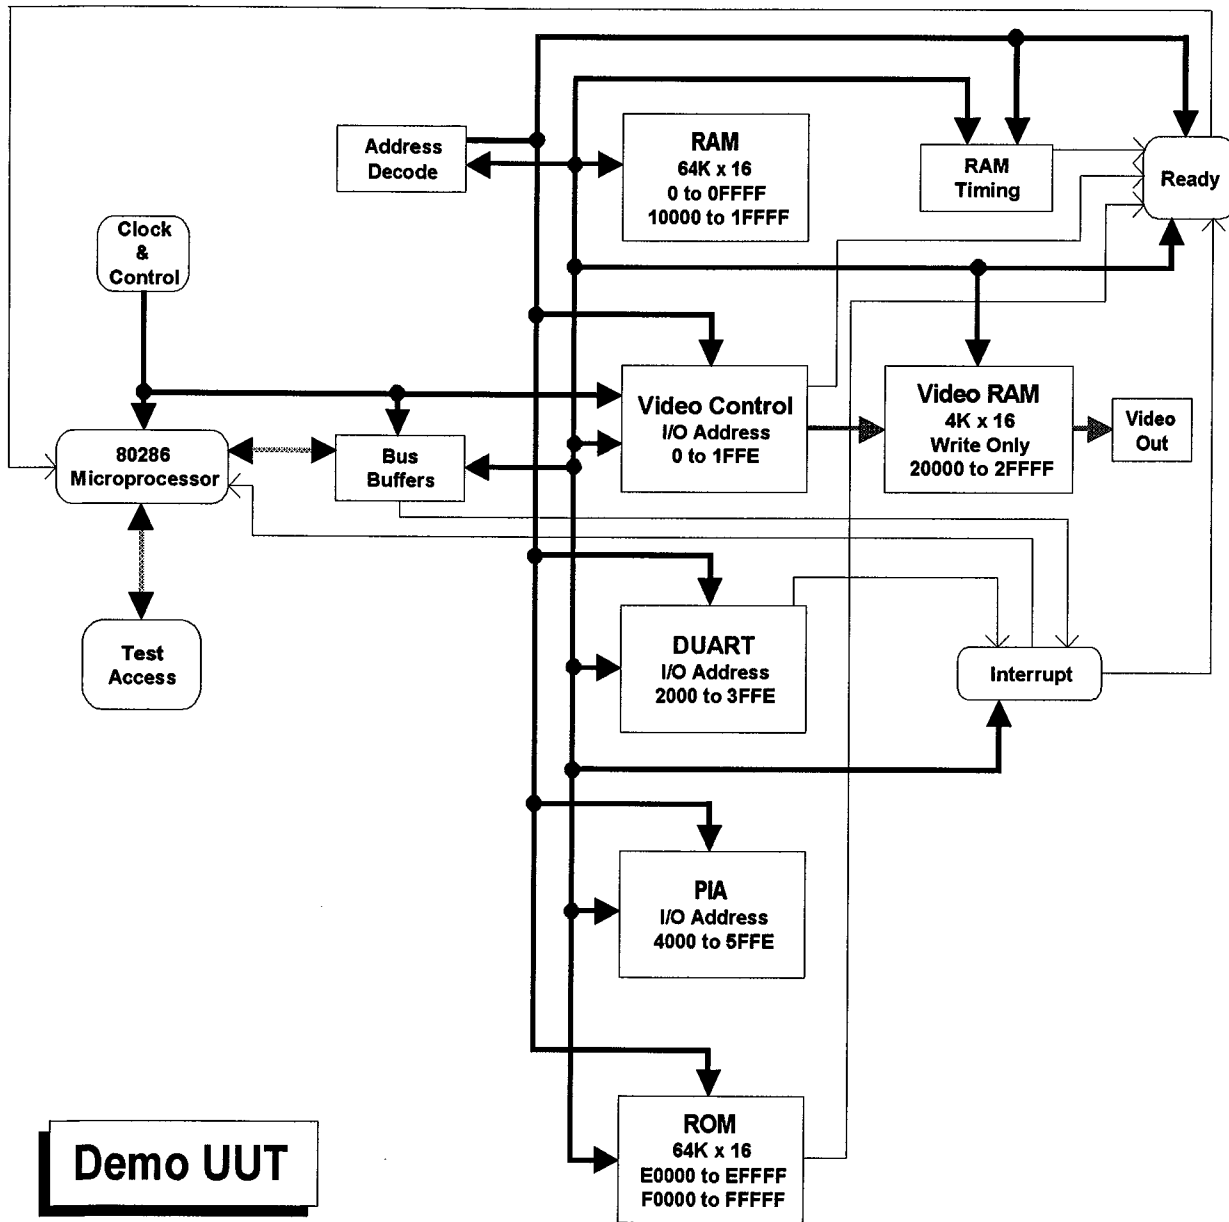 Address
Decode
RAM
64K x 16
0 to 0FFFF
10000 to 1FFFF
RAM
Timing
Ready
Clock
&
Control
80286
Microprocessor
Bus
Buffers
Video Control
I/O Address
0 to 1FFE
Video RAM
4K x 16
Write Only
20000 to 2FFFF
Video
Out
Test
Access
DUART
I/O Address
2000 to 3FFE
Interrupt
PIA
I/O Address
4000 to 5FFE
ROM
64K x 16
E0000 to EFFFF
F0000 to FFFFF
Demo UUT